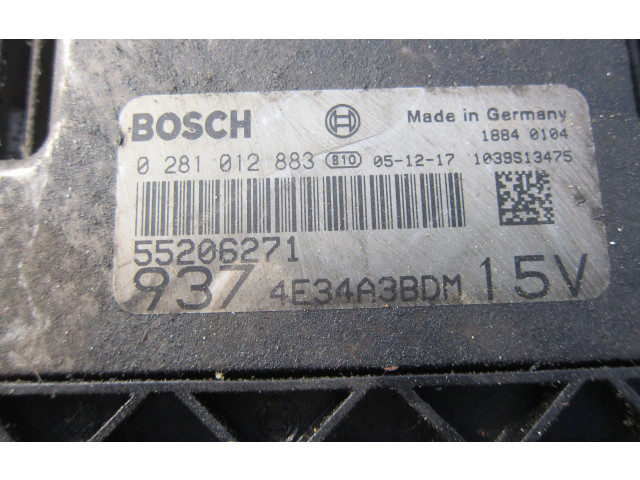 BOSCH Made in Germany
1884 0104
0 281 012 883 810 05-12-17 1039S13475
55206271
937 4E34A3BDM 15V